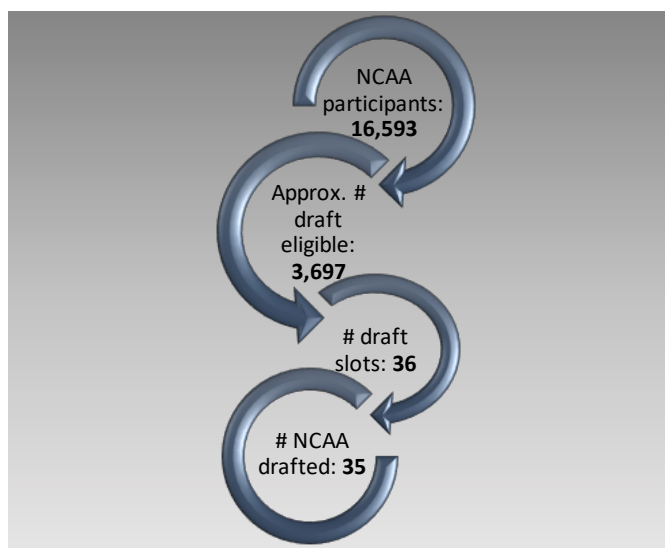 NCAA
participants:
16,593
Approx. #
draft
eligible:
3,697
# draft
slots: 36
# NCAA
drafted: 35